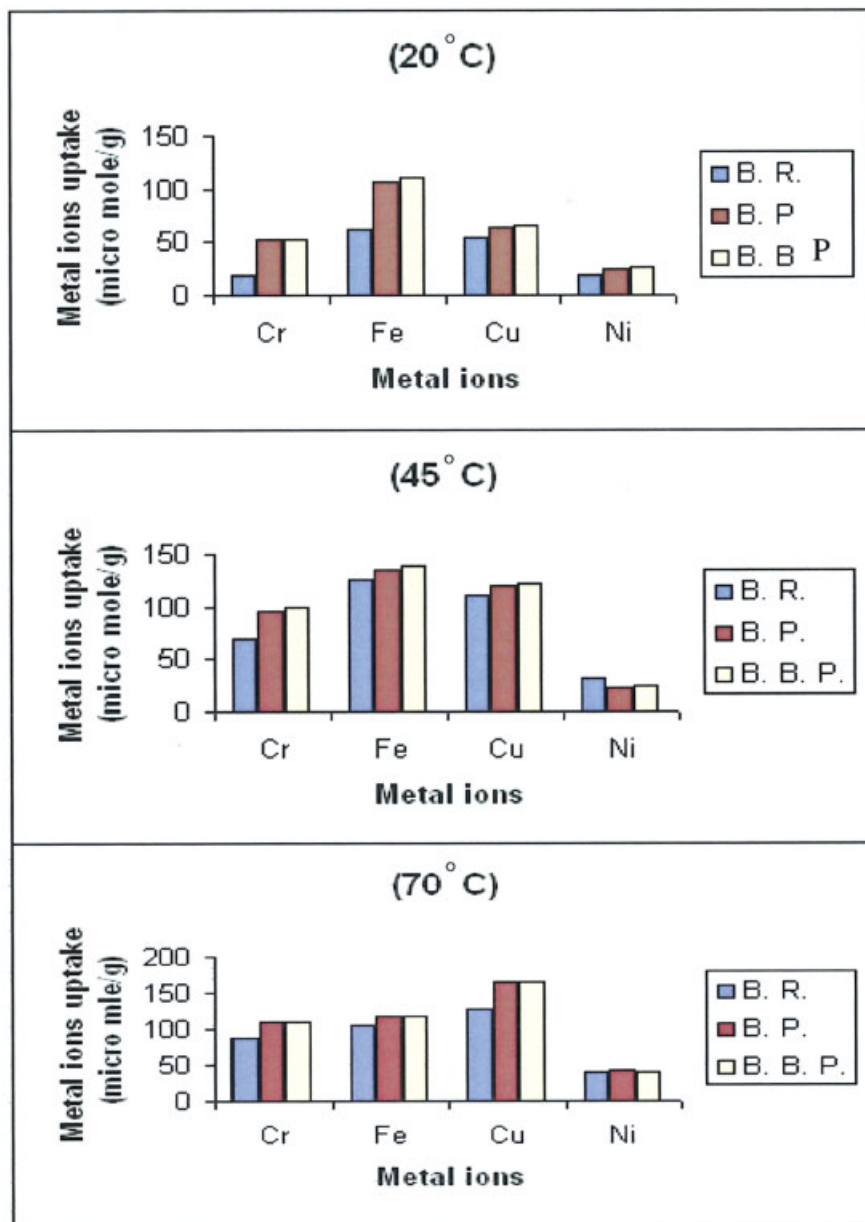 (20°C)
Metal ions uptake
(micro mole/g)
150
100
50
0
Cr Fe Cu Ni
Metal ions
B. R.
B. P
B. B P
(45°C)
Metal ions uptake
(micro mole/g)
150
100
50
0
Cr Fe Cu Ni
Metal ions
B. R.
B. P.
B. B. P.
(70°C)
Metal ions uptake
(micro mle/g)
200
150
100
50
0
Cr Fe Cu Ni
Metal ions
B. R.
B. P.
B. B. P.